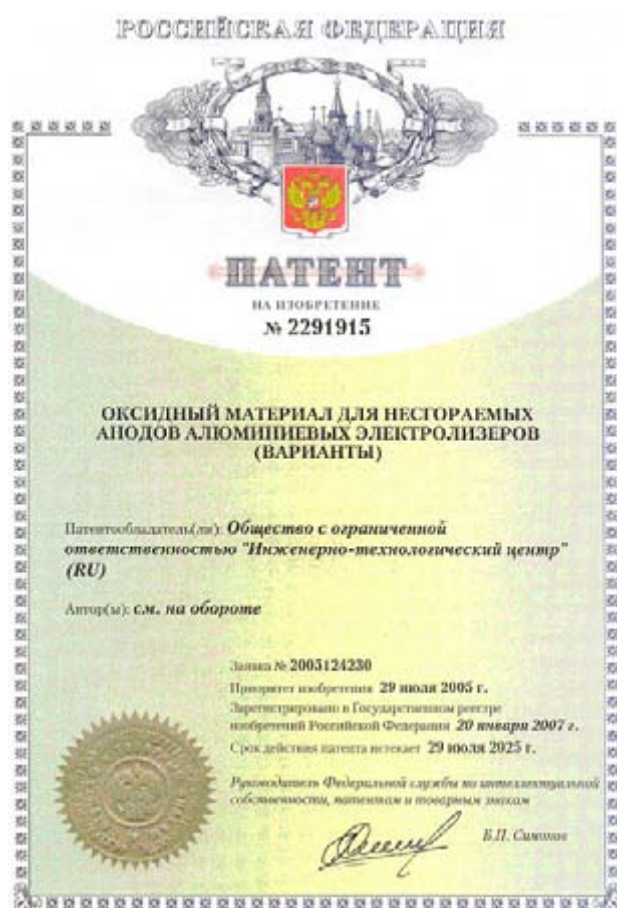 РОССИЙСКАЯ ФЕДЕРАЦИЯ
ПАТЕНТ
НА ИЗОБРЕТЕНИЕ
№ 2291915
ОКСИДНЫЙ МАТЕРИАЛ ДЛЯ НЕСГОРАЕМЫХ
АНОДОВ АЛЮМИНИЕВЫХ ЭЛЕКТРОЛИЗЕРОВ
(ВАРИАНТЫ)
Патентообладатель(ли): Общество с ограниченной
ответственностью "Инженерно-технологический центр"
(RU)
Автор(ы): см. на обороте
Заявка № 2005124230
Приоритет изобретения 29 июля 2005 г.
Зарегистрировано в Государственном реестре
изобретений Российской Федерации 20 января 2007 г.
Срок действия патента истекает 29 июля 2025 г.
Руководитель Федеральной службы по интеллектуальной
собственности, патентам и товарным знакам
Б.П. Симонов